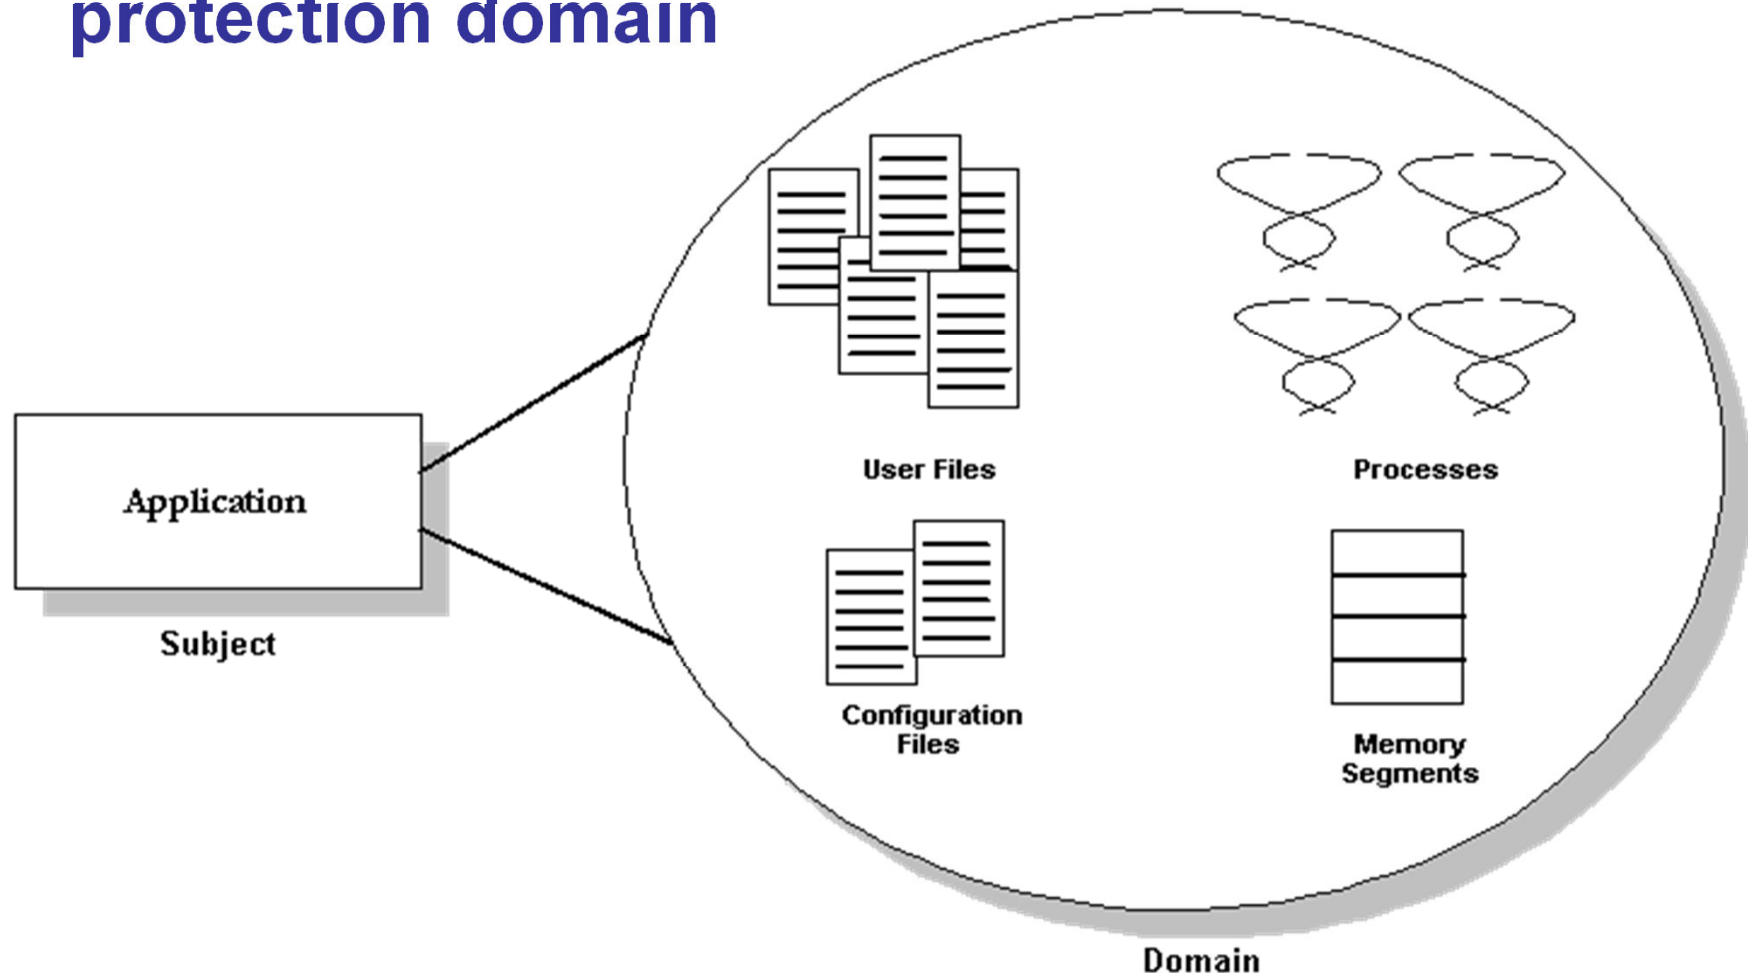 protection domain
User Files
Processes
Application
Subject
Configuration
Files
Memory
Segments
Domain